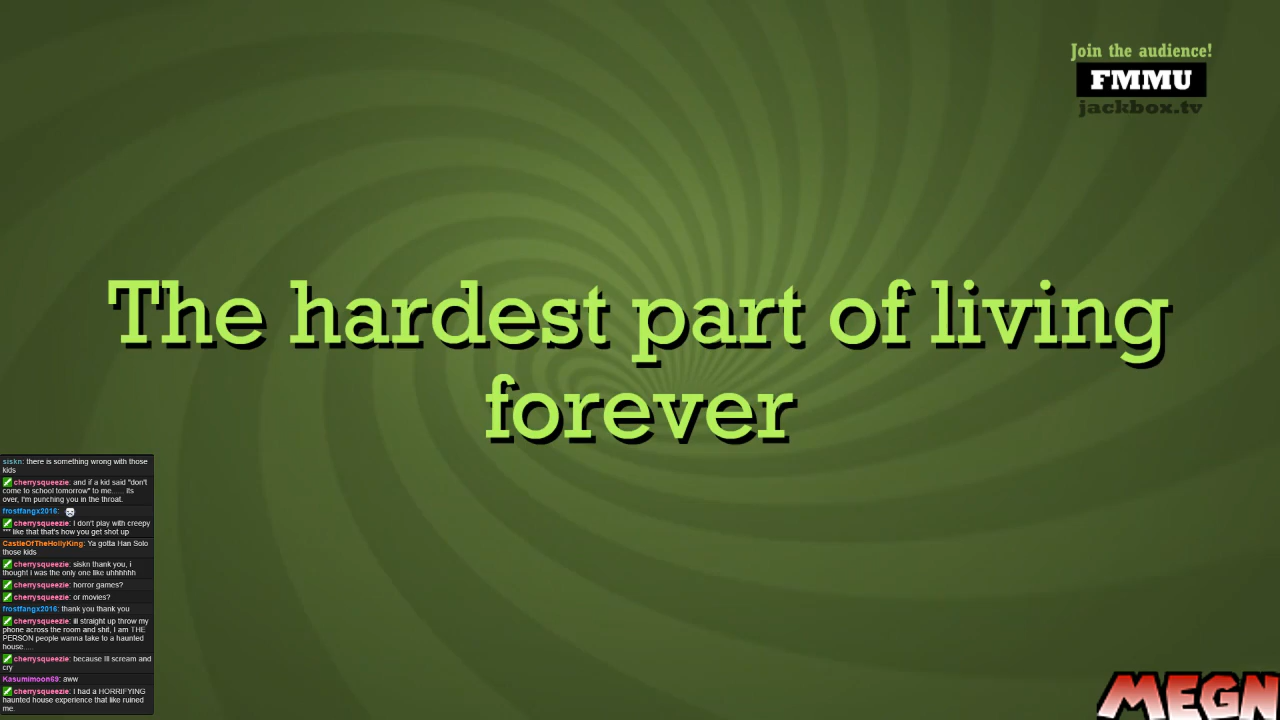 Join the audience!
FMMU
jackbox.tv
The hardest part of living
forever
siskn: there is something wrong with those
kids
cherrysqueezie: and if a kid said "don't
come to school tomorrow" to me..... its
over, I'm punching you in the throat.
frostfangx2016:
cherrysqueezie: I don't play with creepy
*** like that that's how you get shot up
CastleOfTheHollyKing: Ya gotta Han Solo
those kids
cherrysqueezie: siskn thank you, i
thought I was the only one like uhhhhhh
cherrysqueezie: horror games?
cherrysqueezie: or movies?
frostfangx2016: thank you thank you
cherrysqueezie: ill straight up throw my
phone across the room and shit, I am THE
PERSON people wanna take to a haunted
house.....
cherrysqueezie: because Ill scream and
cry
Kasumimoon69: aww
cherrysqueezie: I had a HORRIFYING
haunted house experience that like ruined
me.
MEGN